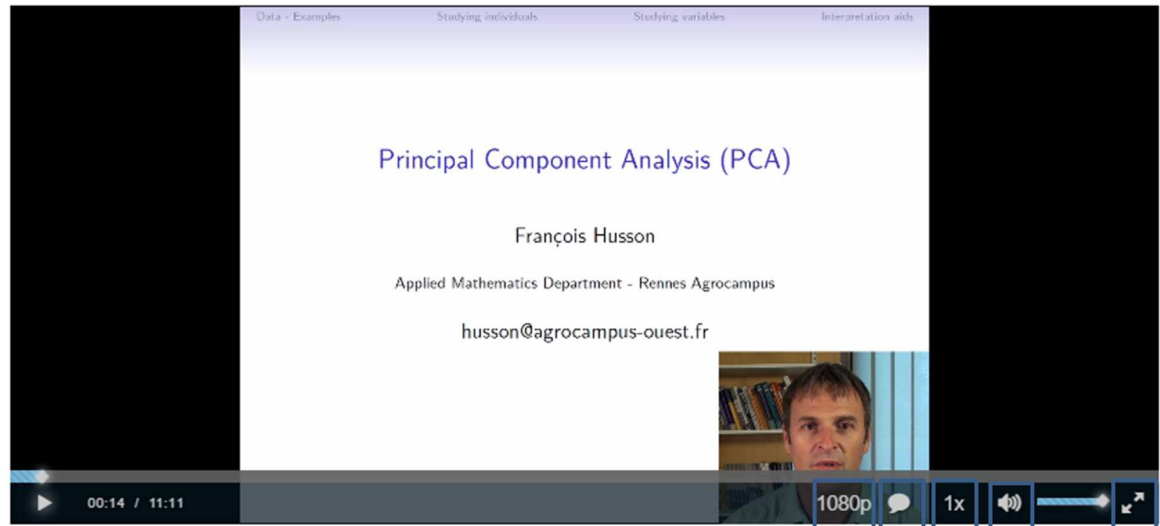 Data - Examples Studying individuals Studying variables Interpretation aids
Principal Component Analysis (PCA)
François Husson
Applied Mathematics Department - Rennes Agrocampus
husson@agrocampus-ouest.fr
00:14 / 11:11 1080p 1x